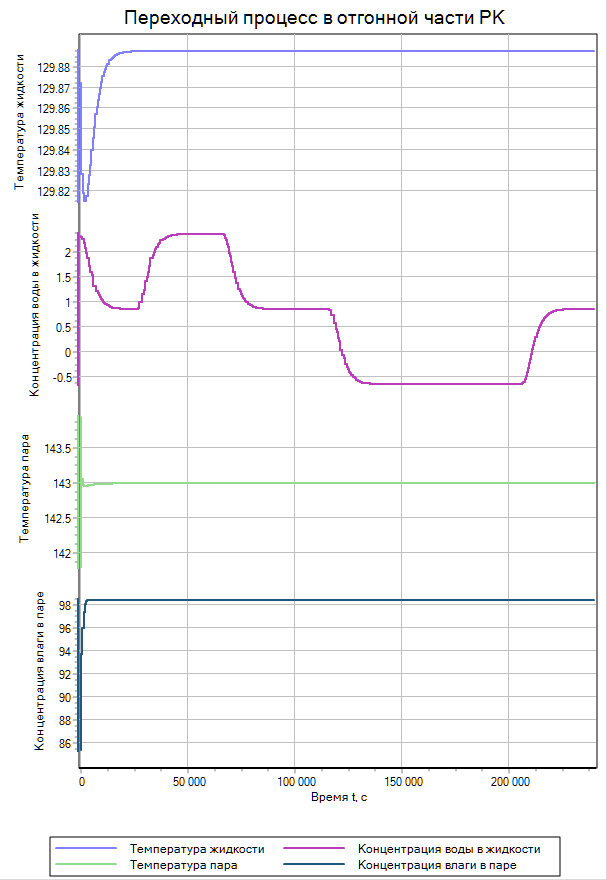 Переходный процесс в отгонной части РК
Температура жидкости
129.88
129.87
129.86
129.85
129.84
129.83
129.82
Концентрация воды в жидкости
2
1.5
1
0.5
0
-0.5
Температура пара
143.5
143
142.5
142
Концентрация влаги в паре
98
96
94
92
90
88
86
0
50 000
100 000
150 000
200 000
Время t, с
Температура жидкости
Концентрация воды в жидкости
Температура пара
Концентрация влаги в паре